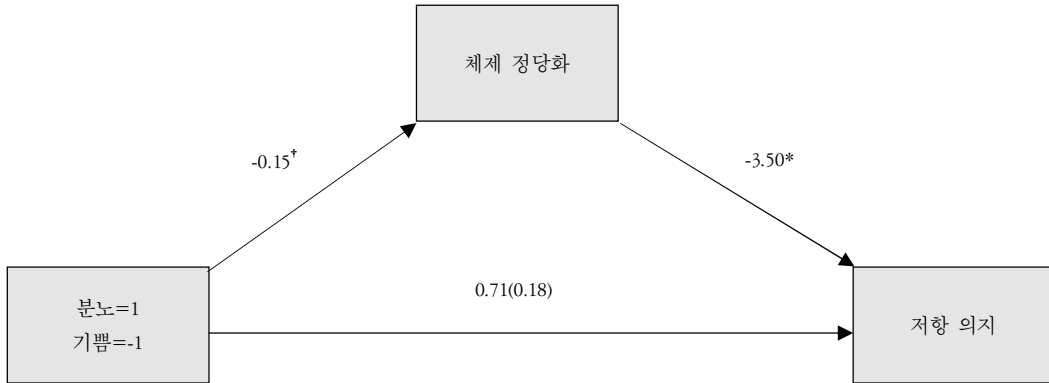 체제 정당화
-0.15†
-3.50*
0.71(0.18)
분노=1
기쁨=-1
저항 의지